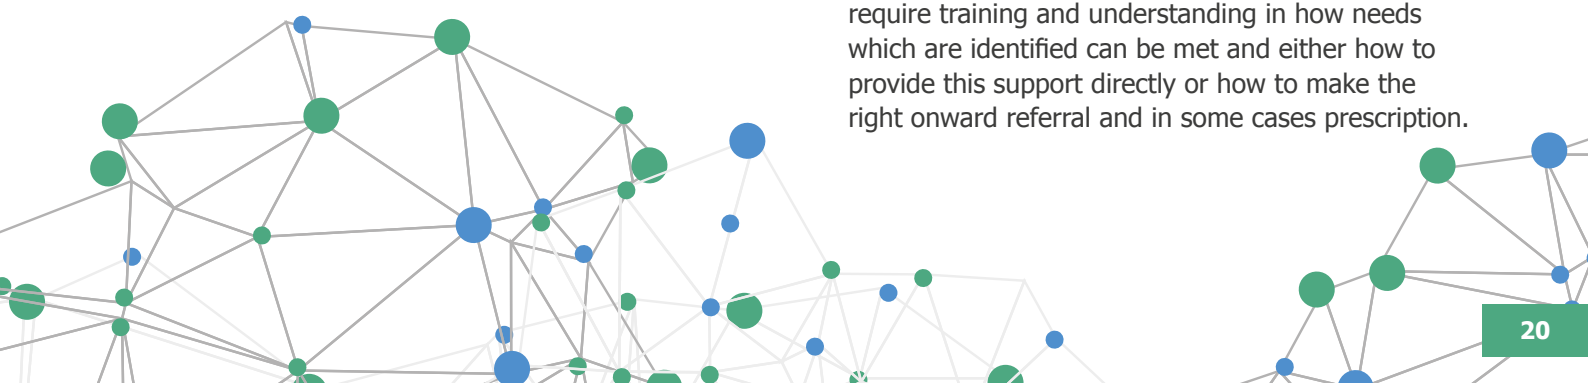 require training and understanding in how needs
which are identified can be met and either how to
provide this support directly or how to make the
right onward referral and in some cases prescription.
20